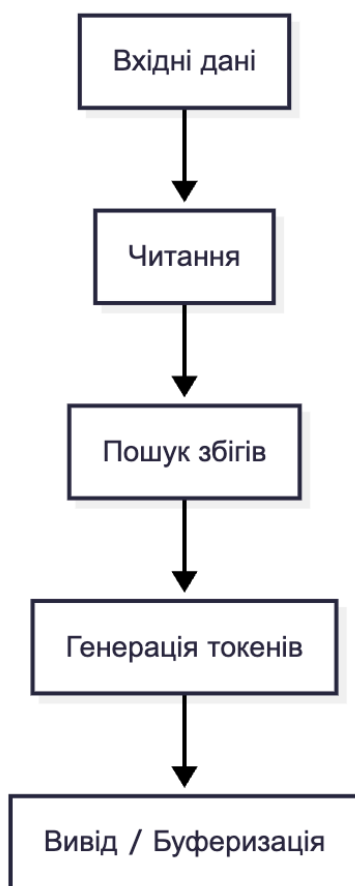 Вхідні дані
Читання
Пошук збігів
Генерація токенів
Вивід / Буферизація